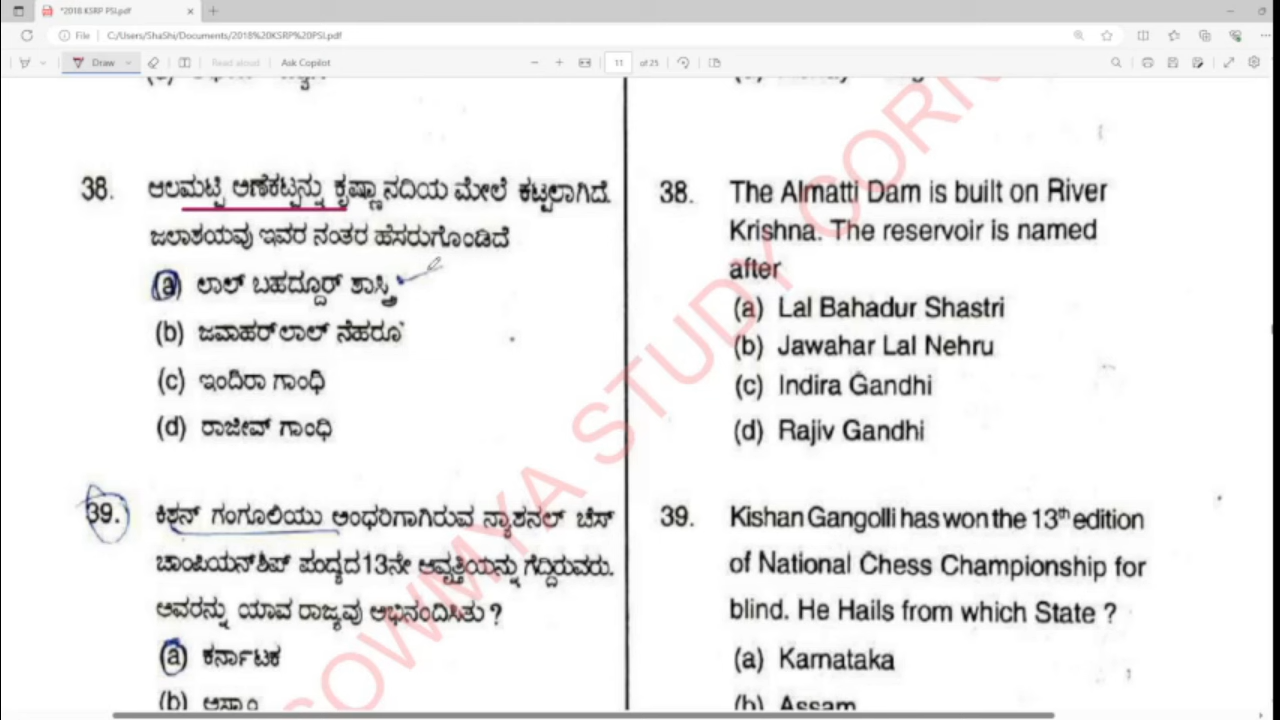 *2018 KSRP PSI.pdf
File
C:/Users/ShaShi/Documents/2018%20KSRP%20PSI.pdf
Draw
Read aloud
Ask Copilot
11
of 25
38. ಆಲಮಟ್ಟಿ ಅಣೆಕಟ್ಟನ್ನು ಕೃಷ್ಣಾ ನದಿಯ ಮೇಲೆ ಕಟ್ಟಲಾಗಿದೆ.
ಜಲಾಶಯವು ಇವರ ನಂತರ ಹೆಸರುಗೊಂಡಿದೆ
(a) ಲಾಲ್ ಬಹದ್ದೂರ್ ಶಾಸ್ತ್ರಿ
(b) ಜವಾಹರ್‌ಲಾಲ್ ನೆಹರೂ
(c) ಇಂದಿರಾ ಗಾಂಧಿ
(d) ರಾಜೀವ್ ಗಾಂಧಿ
39. ಕಿಶನ್ ಗಂಗೂಲಿಯು ಅಂಧರಿಗಾಗಿರುವ ನ್ಯಾಶನಲ್ ಚೆಸ್
ಚಾಂಪಿಯನ್‌ಶಿಪ್ ಪಂದ್ಯದ 13ನೇ ಆವೃತ್ತಿಯನ್ನು ಗೆದ್ದಿರುವರು.
ಅವರನ್ನು ಯಾವ ರಾಜ್ಯವು ಅಭಿನಂದಿಸಿತು ?
(a) ಕರ್ನಾಟಕ
(b) ಅಸ್ಸಾಂ
38. The Almatti Dam is built on River
Krishna. The reservoir is named
after
(a) Lal Bahadur Shastri
(b) Jawahar Lal Nehru
(c) Indira Gandhi
(d) Rajiv Gandhi
39. Kishan Gangolli has won the 13th edition
of National Chess Championship for
blind. He Hails from which State ?
(a) Karnataka
(b) Assam
SOWMYA STUDY CORN